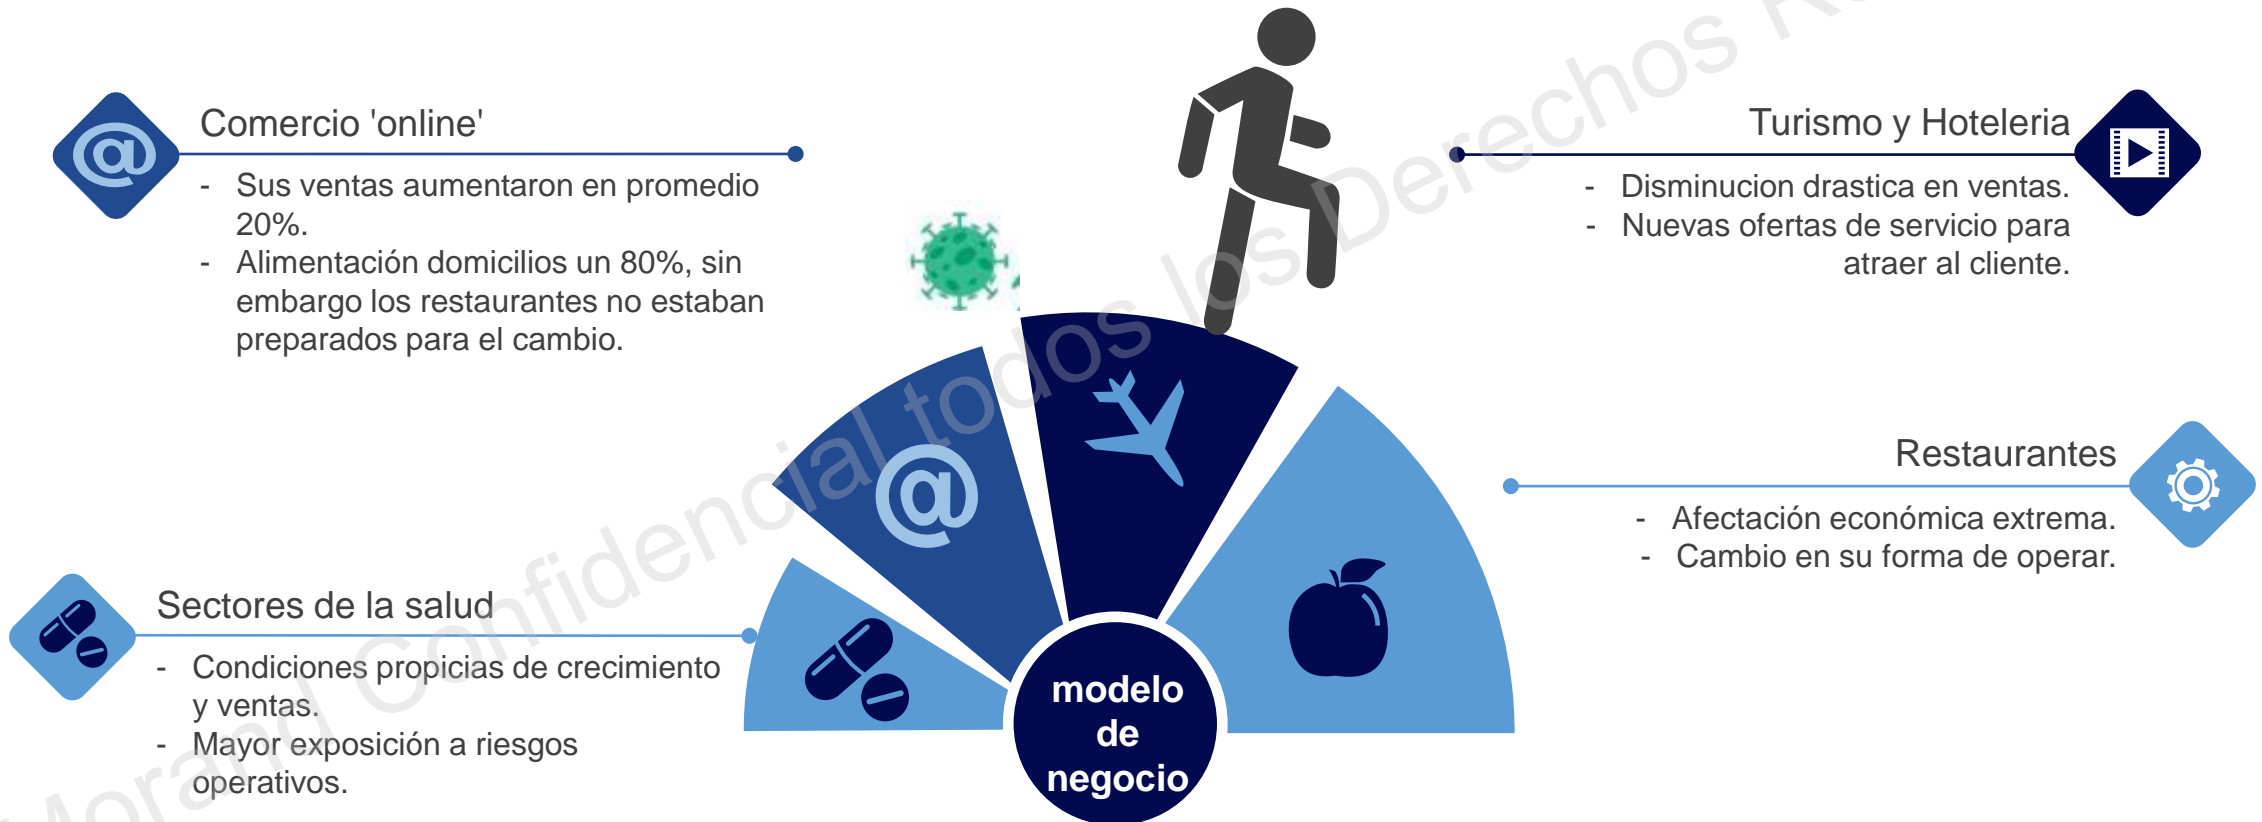 Comercio 'online'
- Sus ventas aumentaron en promedio
20%.
- Alimentación domicilios un 80%, sin
embargo los restaurantes no estaban
preparados para el cambio.
Sectores de la salud
- Condiciones propicias de crecimiento
y ventas.
- Mayor exposición a riesgos
operativos.
@
@
modelo
de
negocio
Turismo y Hoteleria
- Disminucion drastica en ventas.
- Nuevas ofertas de servicio para
atraer al cliente.
Restaurantes
- Afectación económica extrema.
- Cambio en su forma de operar.
Morand Confidencial todos los Derechos